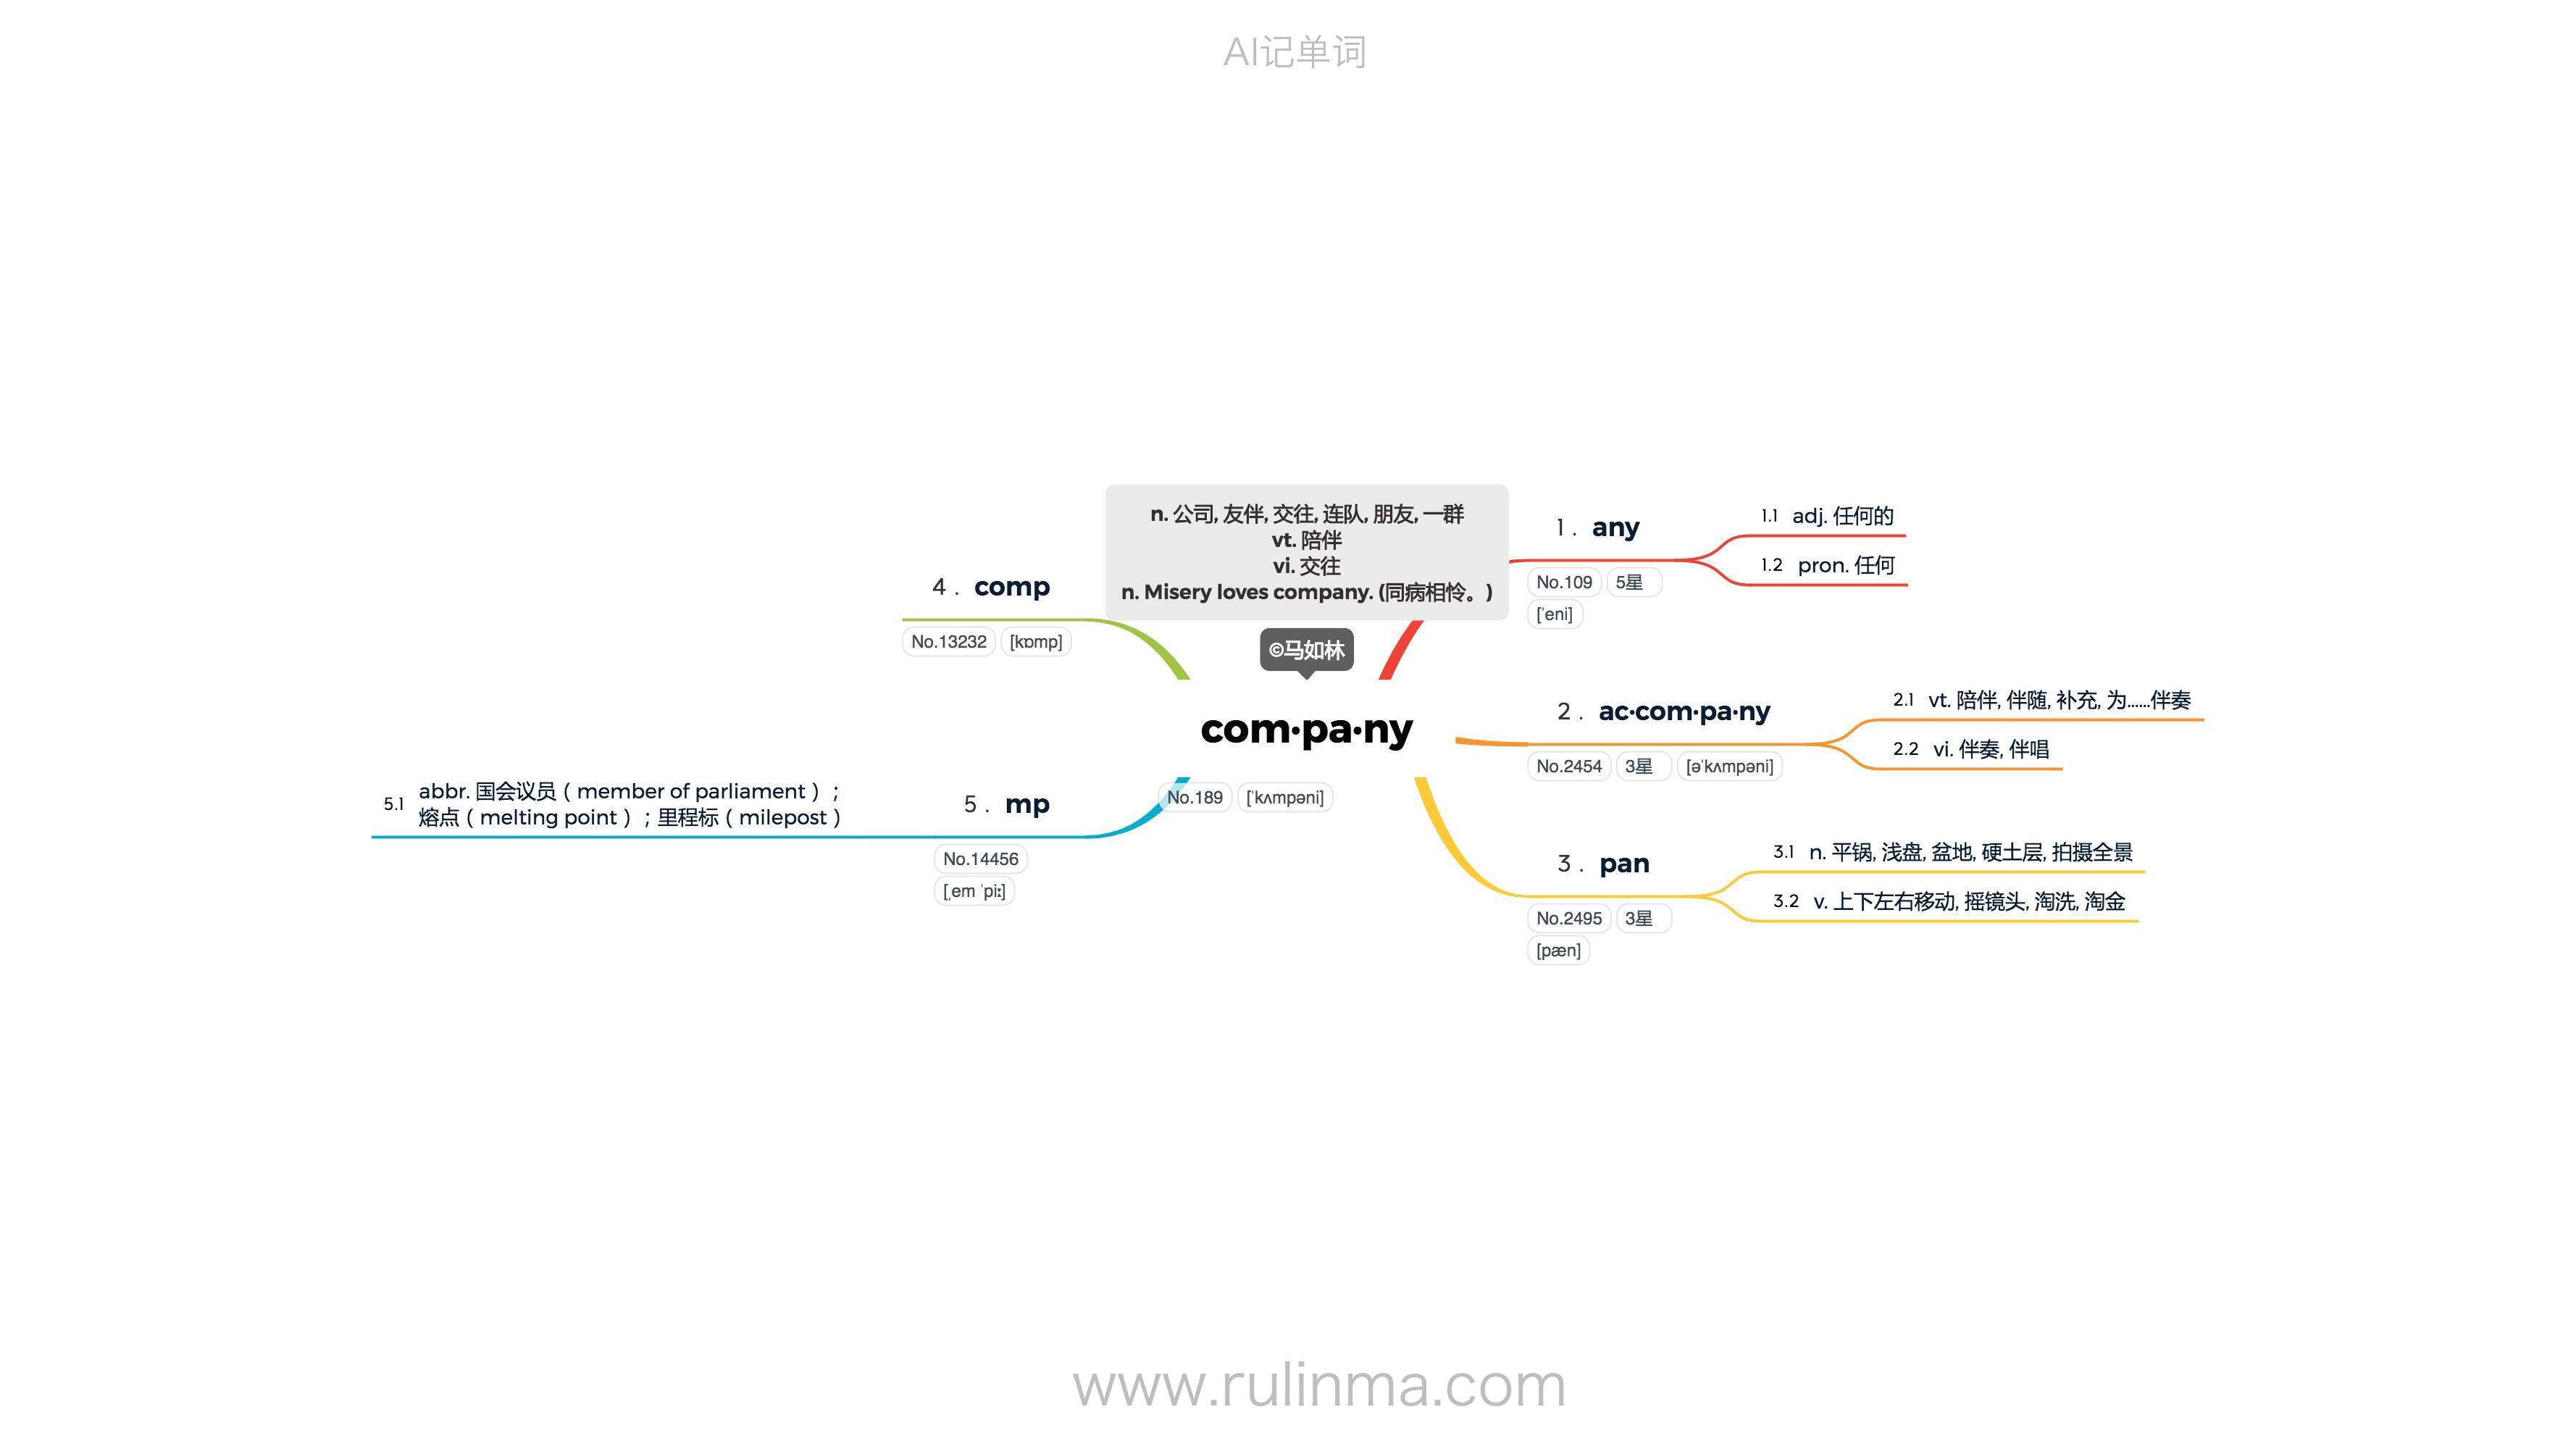 AI记单词
n. 公司, 友伴, 交往, 连队, 朋友, 一群
vt. 陪伴
vi. 交往
n. Misery loves company. (同病相怜。)
©马如林
com·pa·ny
No.189 [ˈkʌmpəni]
1 . any
No.109 5星
[ˈeni]
1.1 adj. 任何的
1.2 pron. 任何
2 . ac·com·pa·ny
No.2454 3星 [əˈkʌmpəni]
2.1 vt. 陪伴, 伴随, 补充, 为......伴奏
2.2 vi. 伴奏, 伴唱
3 . pan
No.2495 3星
[pæn]
3.1 n. 平锅, 浅盘, 盆地, 硬土层, 拍摄全景
3.2 v. 上下左右移动, 摇镜头, 淘洗, 淘金
4 . comp
No.13232 [kɒmp]
5 . mp
No.14456
[ˌem ˈpiː]
5.1 abbr. 国会议员（member of parliament）；
熔点（melting point）；里程标（milepost）
www.rulinma.com